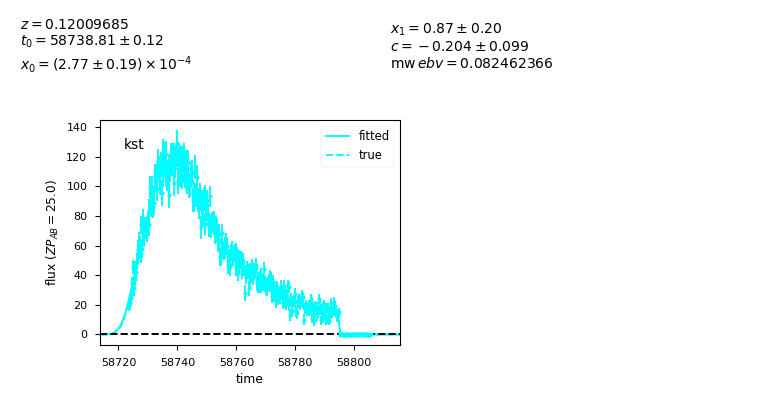 z = 0.12009685
t₀ = 58738.81 ± 0.12
x₀ = (2.77 ± 0.19) × 10⁻⁴
x₁ = 0.87 ± 0.20
c = −0.204 ± 0.099
mw ebv = 0.082462366
kst
fitted
true
140
120
100
80
60
40
20
0
flux (ZP_AB = 25.0)
58720 58740 58760 58780 58800
time